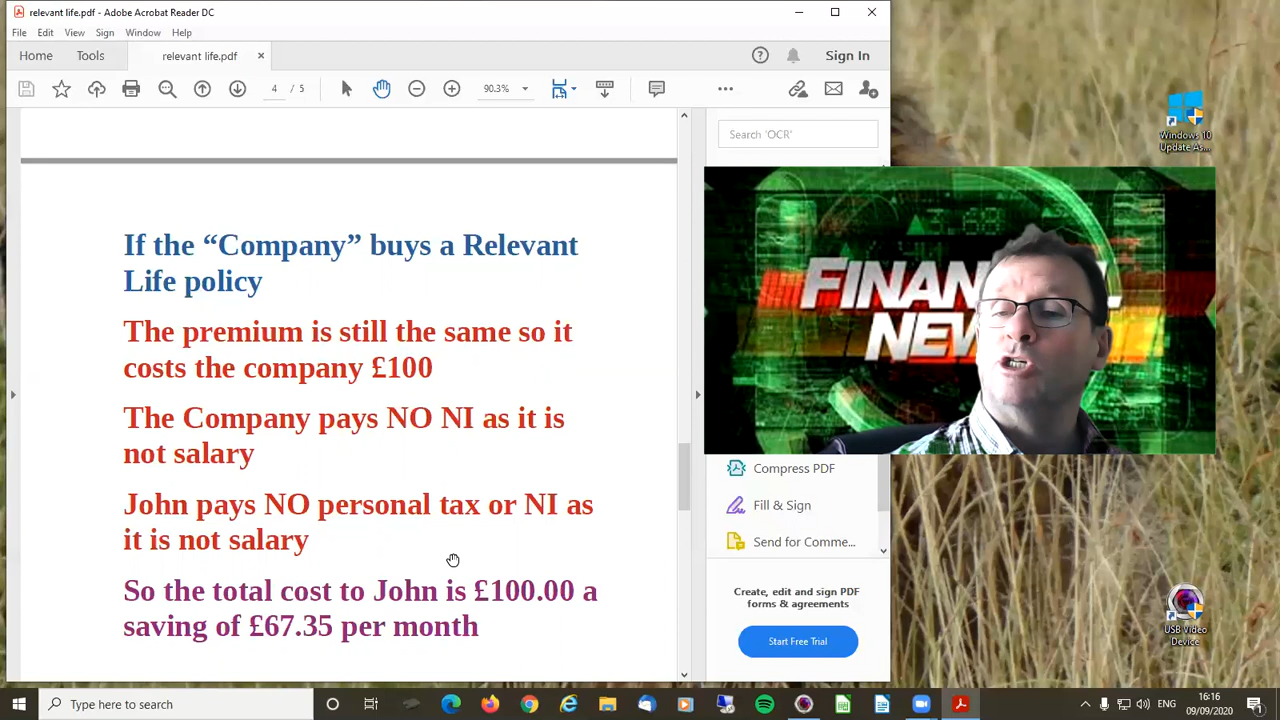 relevant life.pdf - Adobe Acrobat Reader DC
File Edit View Sign Window Help
Home Tools relevant life.pdf × Sign In
4 / 5 90.3%
Search 'OCR'
If the “Company” buys a Relevant
Life policy
The premium is still the same so it
costs the company £100
The Company pays NO NI as it is
not salary
John pays NO personal tax or NI as
it is not salary
So the total cost to John is £100.00 a
saving of £67.35 per month
Compress PDF
Fill & Sign
Send for Comme...
Create, edit and sign PDF
forms & agreements
Start Free Trial
Windows 10
Update As...
USB Video
Device
Type here to search
ENG
16:16
09/09/2020